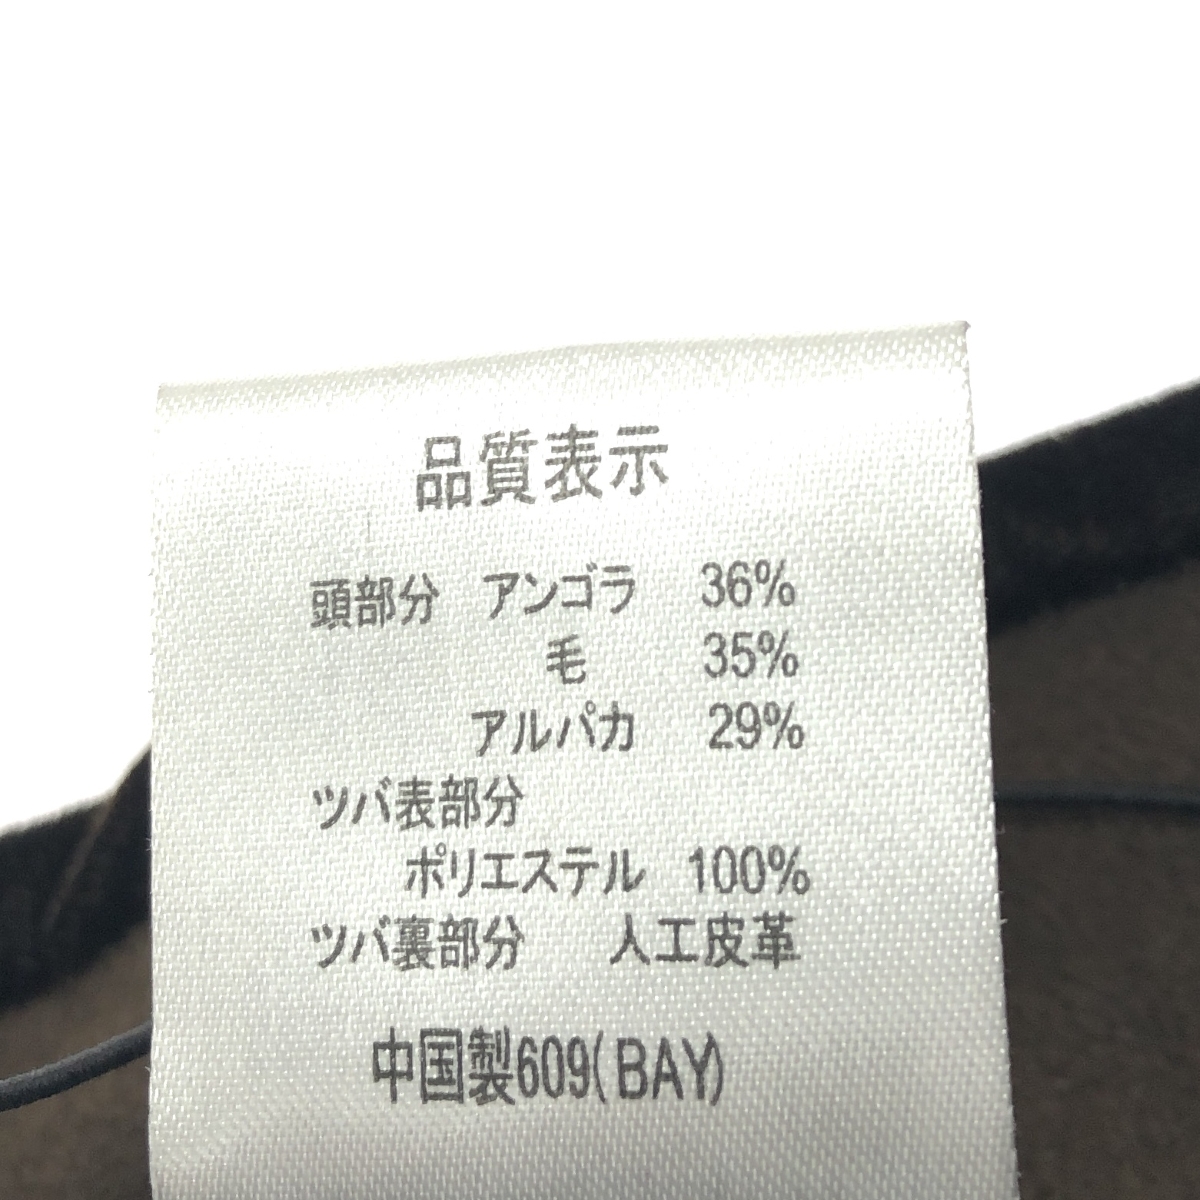 品質表示
頭部分 アンゴラ 36%
毛 35%
アルパカ 29%
ツバ表部分
ポリエステル 100%
ツバ裏部分 人工皮革
中国製609(BAY)